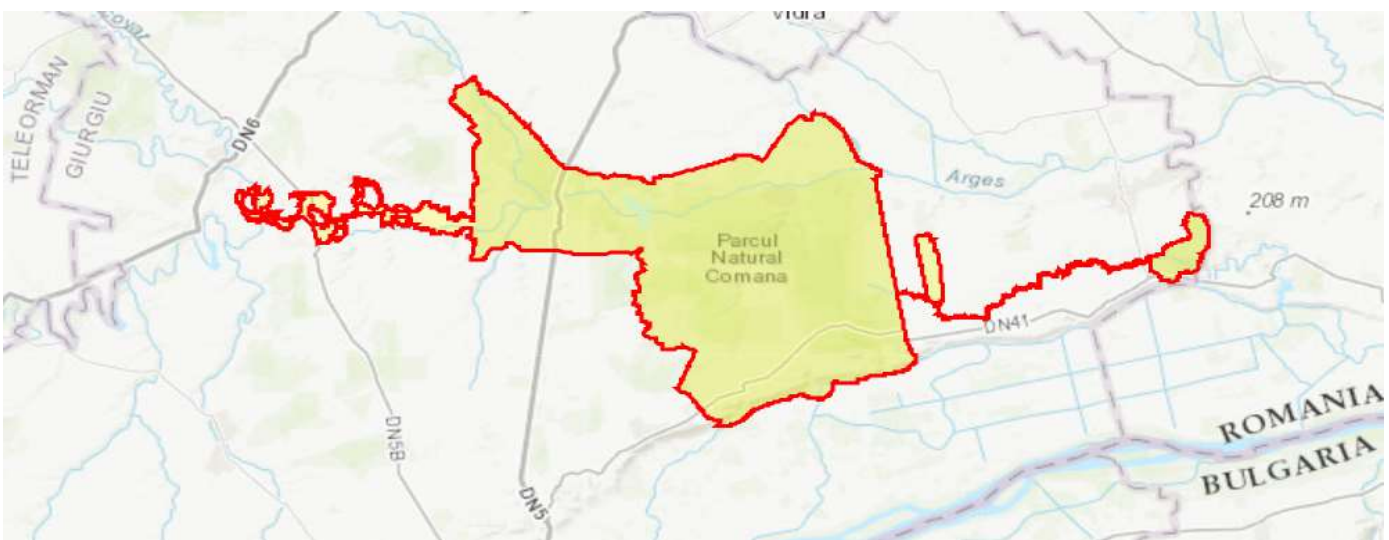 Vidra
TELEORMAN
GIURGIU
DN6
Arges
208 m
Parcul
Natural
Comana
DN41
DN5B
DN5
ROMANIA
BULGARIA